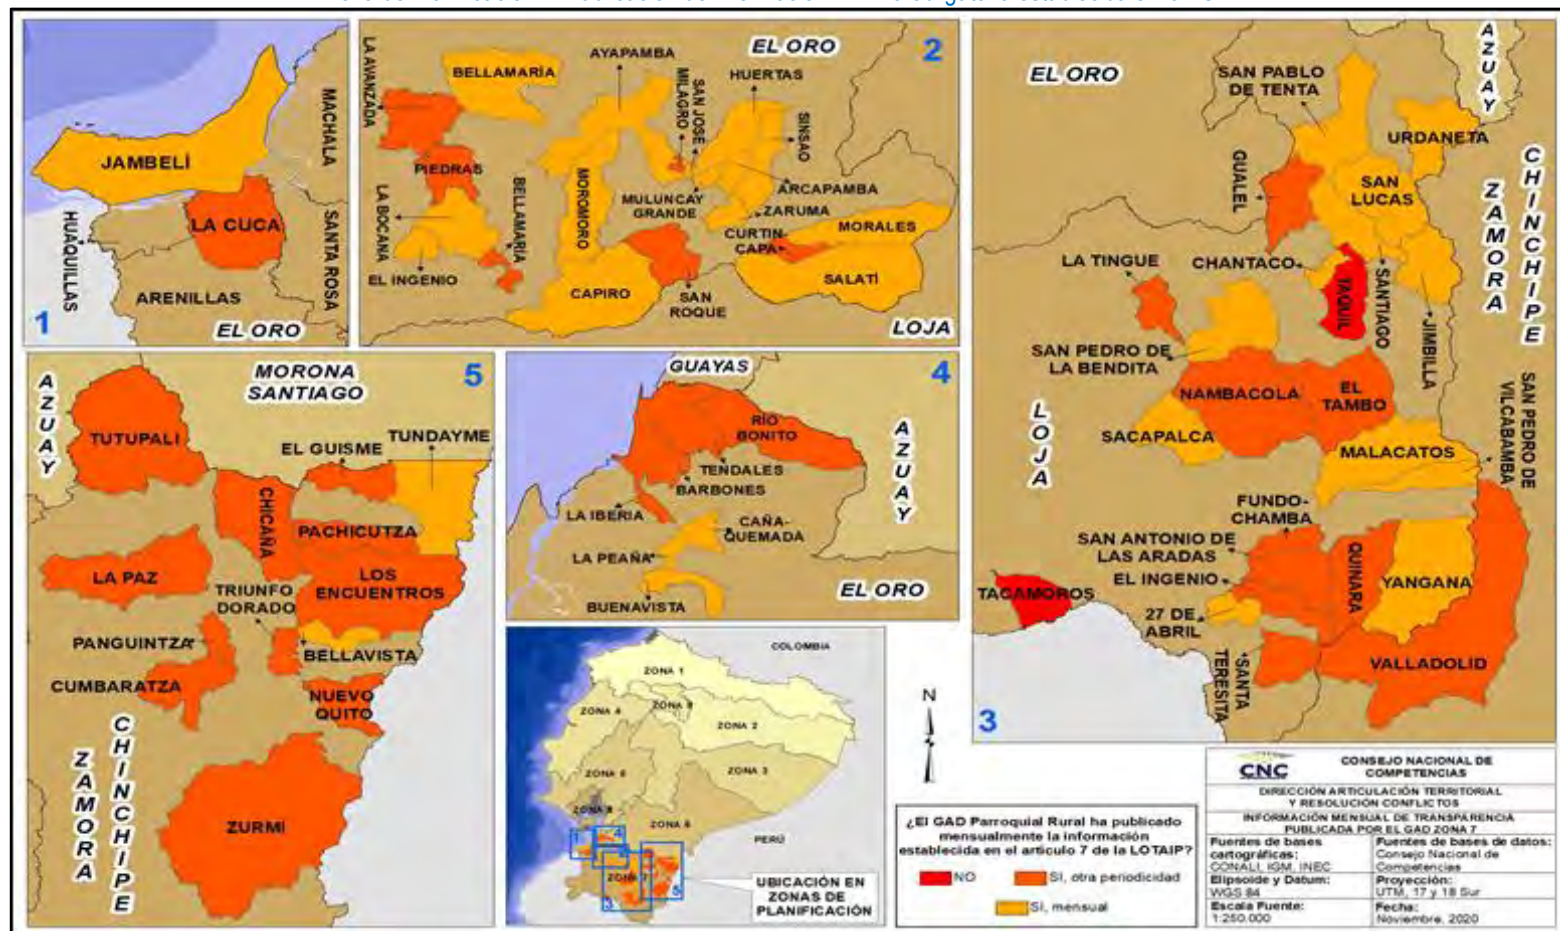 JAMBELÍ
MACHALA
LA CUCA
HUAQUILLAS
ARENILLAS
SANTA ROSA
EL ORO
1
LA AVANZADA
BELLAMARÍA
AYAPAMBA
EL ORO
2
MILAGRO
SAN JOSE
HUERTAS
SINSAO
PIEDRAS
LA BOCANA
BELLAMARÍA
MOROMORO
MULUNCAY
GRANDE
ARCAPAMBA
ZARUMA
CURTIN-
CAPA
MORALES
EL INGENIO
CAPIRO
SAN
ROQUE
SALATÍ
LOJA
EL ORO
AZUAY
SAN PABLO
DE TENTA
URDANETA
GUALEL
SAN
LUCAS
ZAMORA
CHINCHIPE
LA TINGUE
CHANTACO
TAQUIL
SANTIAGO
JIMBILLA
SAN PEDRO DE
LA BENDITA
NAMBACOLA
EL
TAMBO
SAN PEDRO DE
VILCABAMBA
LOJA
SACAPALCA
MALACATOS
FUNDO-
CHAMBA
SAN ANTONIO DE
LAS ARADAS
EL INGENIO
QUINARA
YANGANA
TACAMOROS
27 DE
ABRIL
SANTA
TERESITA
VALLADOLID
3
AZUAY
MORONA
SANTIAGO
5
TUTUPALI
EL GUISME
TUNDAYME
CHICAÑA
PACHICUTZA
LA PAZ
LOS
ENCUENTROS
TRIUNFO
DORADO
PANGUINTZA
BELLAVISTA
CUMBARATZA
NUEVO
QUITO
ZAMORA
CHINCHIPE
ZURMI
GUAYAS
4
RÍO
BONITO
TENDALES
BARBONES
AZUAY
LA IBERIA
CAÑA-
QUEMADA
LA PEAÑA
BUENAVISTA
EL ORO
COLOMBIA
ZONA 1
ZONA 9
ZONA 4
ZONA 2
ZONA 5
ZONA 3
ZONA 8
ZONA 6
PERÚ
1
4
ZONA 7
5
3
UBICACIÓN EN
ZONAS DE
PLANIFICACIÓN
N
¿El GAD Parroquial Rural ha publicado
mensualmente la información
establecida en el artículo 7 de la LOTAIP?
NO
SI, otra periodicidad
SI, mensual
CNC
CONSEJO NACIONAL DE
COMPETENCIAS
DIRECCIÓN ARTICULACIÓN TERRITORIAL
Y RESOLUCIÓN CONFLICTOS
INFORMACIÓN MENSUAL DE TRANSPARENCIA
PUBLICADA POR EL GAD ZONA 7
Fuentes de bases
cartográficas:
CONALI, IGM, INEC
Fuentes de bases de datos:
Consejo Nacional de
Competencias
Elipsoide y Datum:
WGS 84
Proyección:
UTM, 17 y 18 Sur
Escala Fuente:
1:250.000
Fecha:
Noviembre, 2020